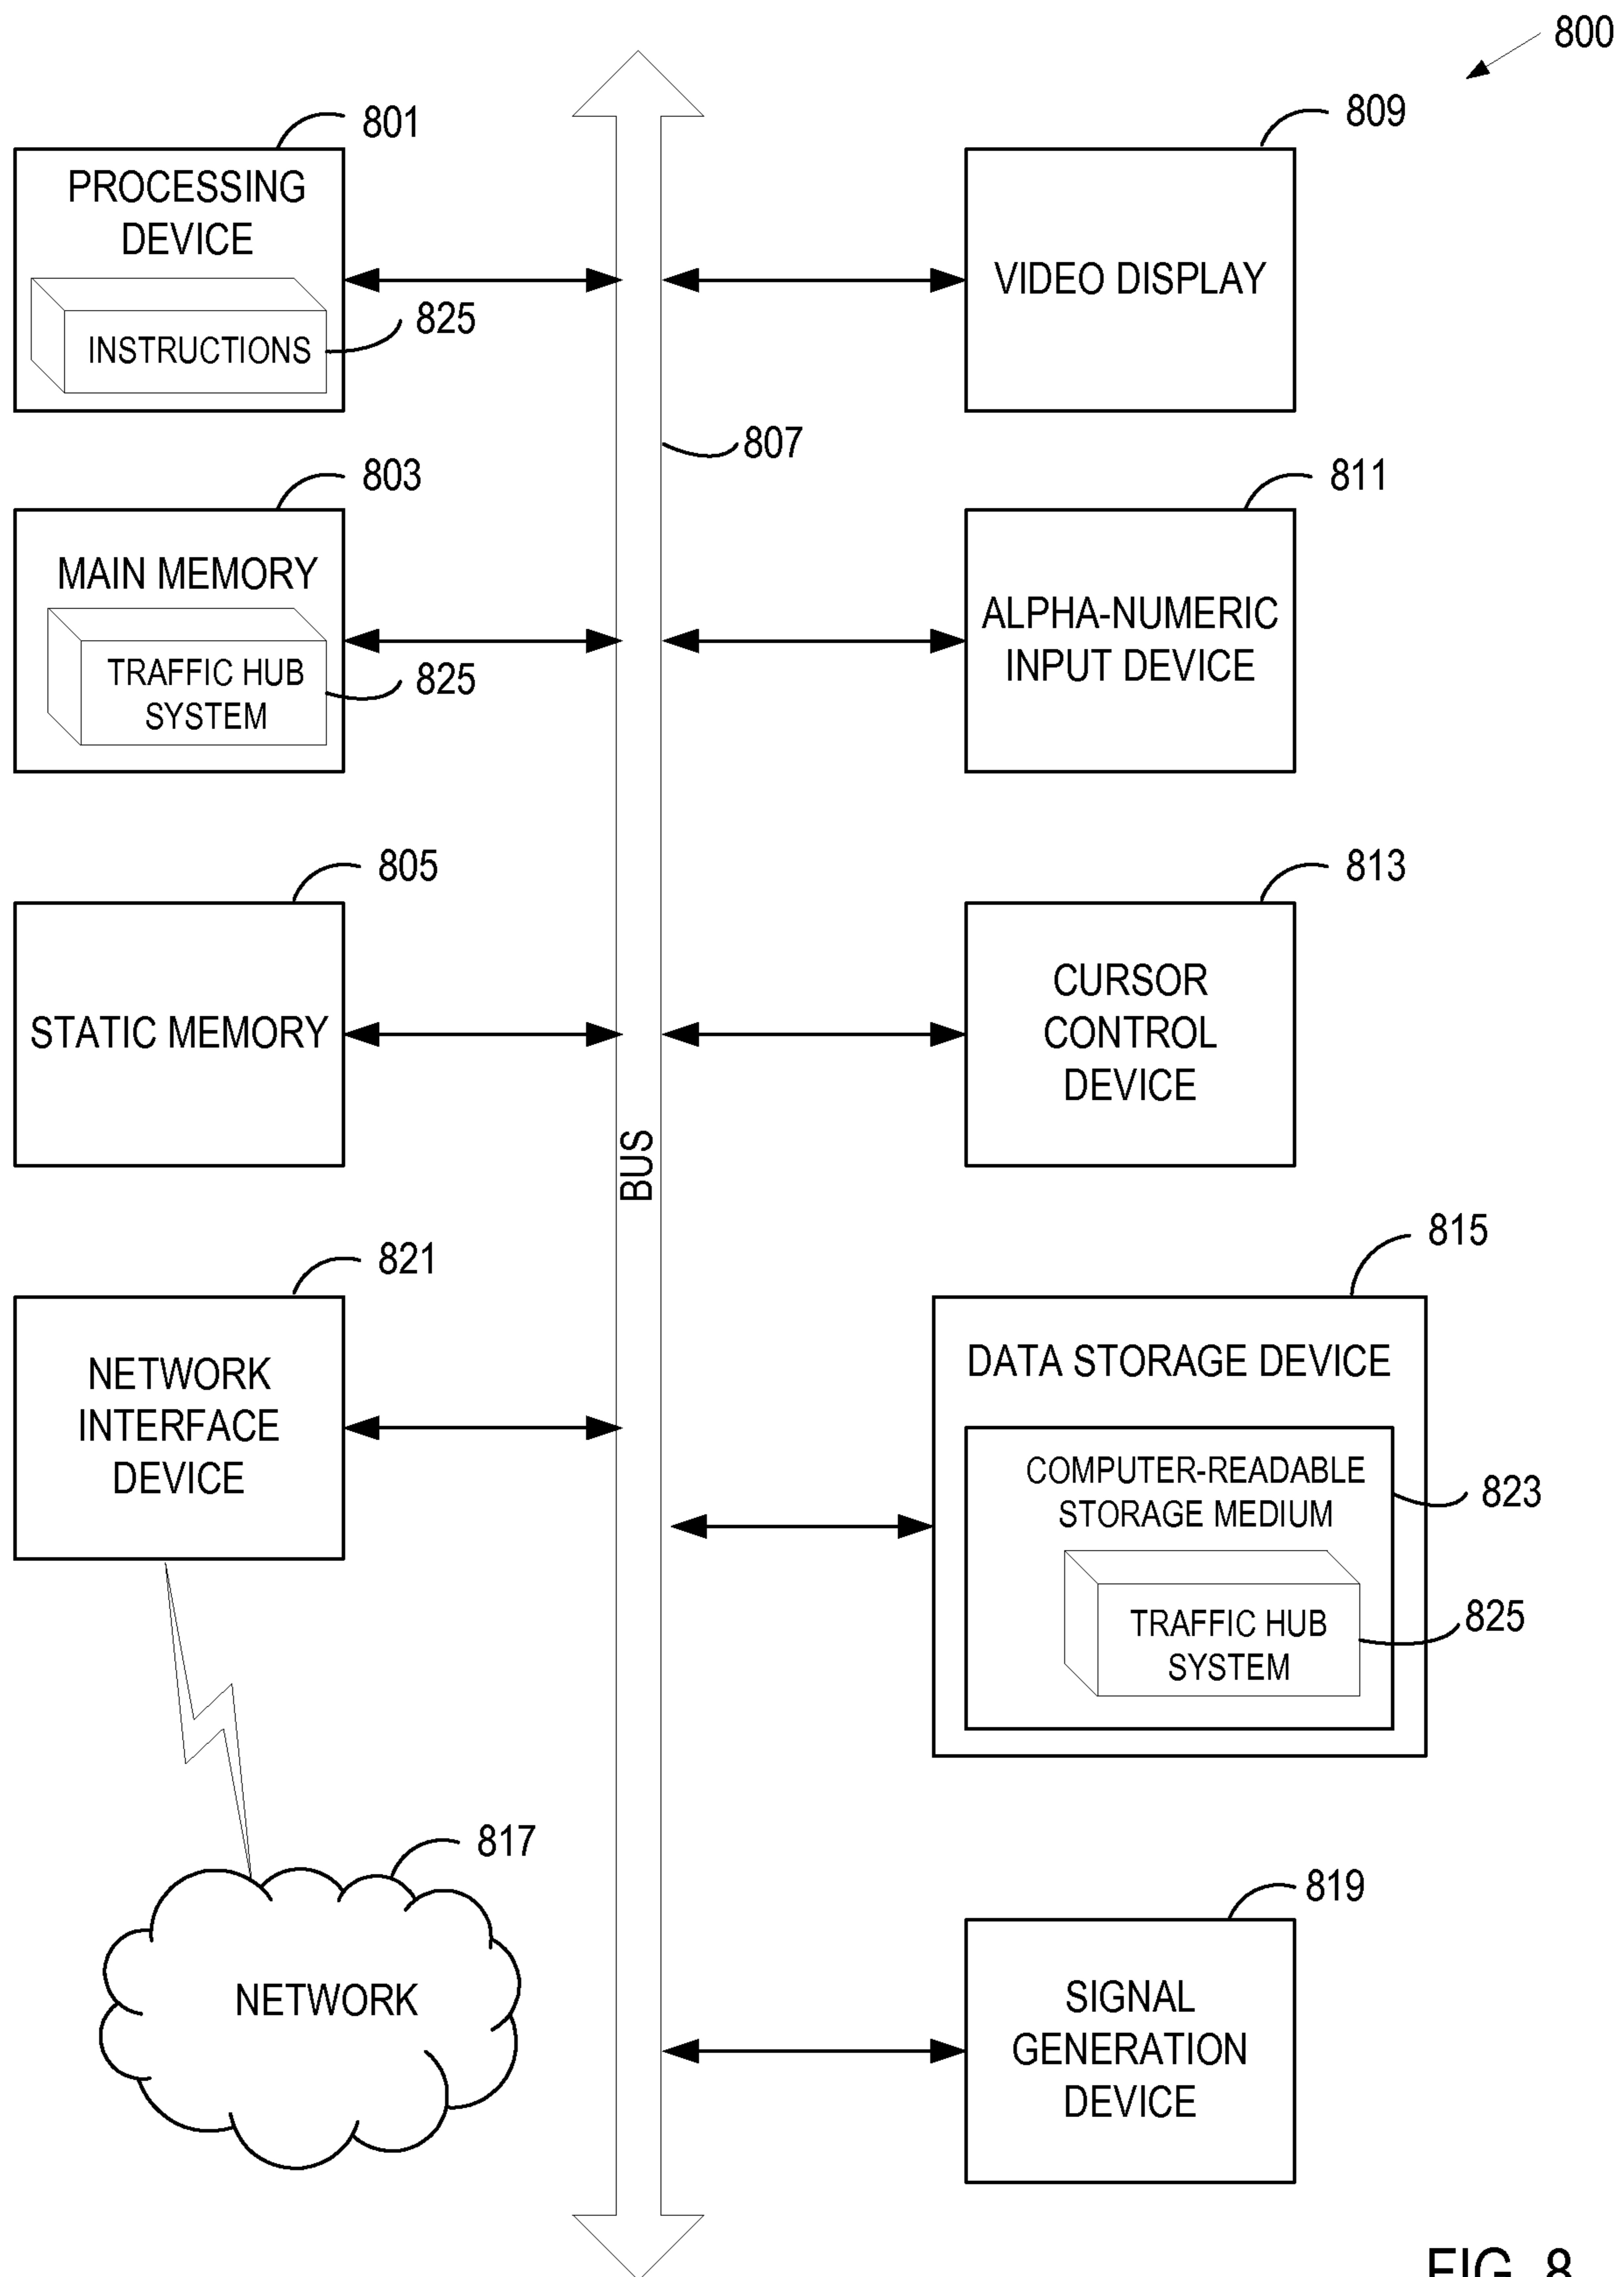 800
801
PROCESSING
DEVICE
INSTRUCTIONS
825
809
VIDEO DISPLAY
807
803
MAIN MEMORY
TRAFFIC HUB
SYSTEM
825
811
ALPHA-NUMERIC
INPUT DEVICE
805
STATIC MEMORY
813
CURSOR
CONTROL
DEVICE
BUS
821
NETWORK
INTERFACE
DEVICE
815
DATA STORAGE DEVICE
COMPUTER-READABLE
STORAGE MEDIUM
823
TRAFFIC HUB
SYSTEM
825
817
NETWORK
819
SIGNAL
GENERATION
DEVICE
FIG. 8